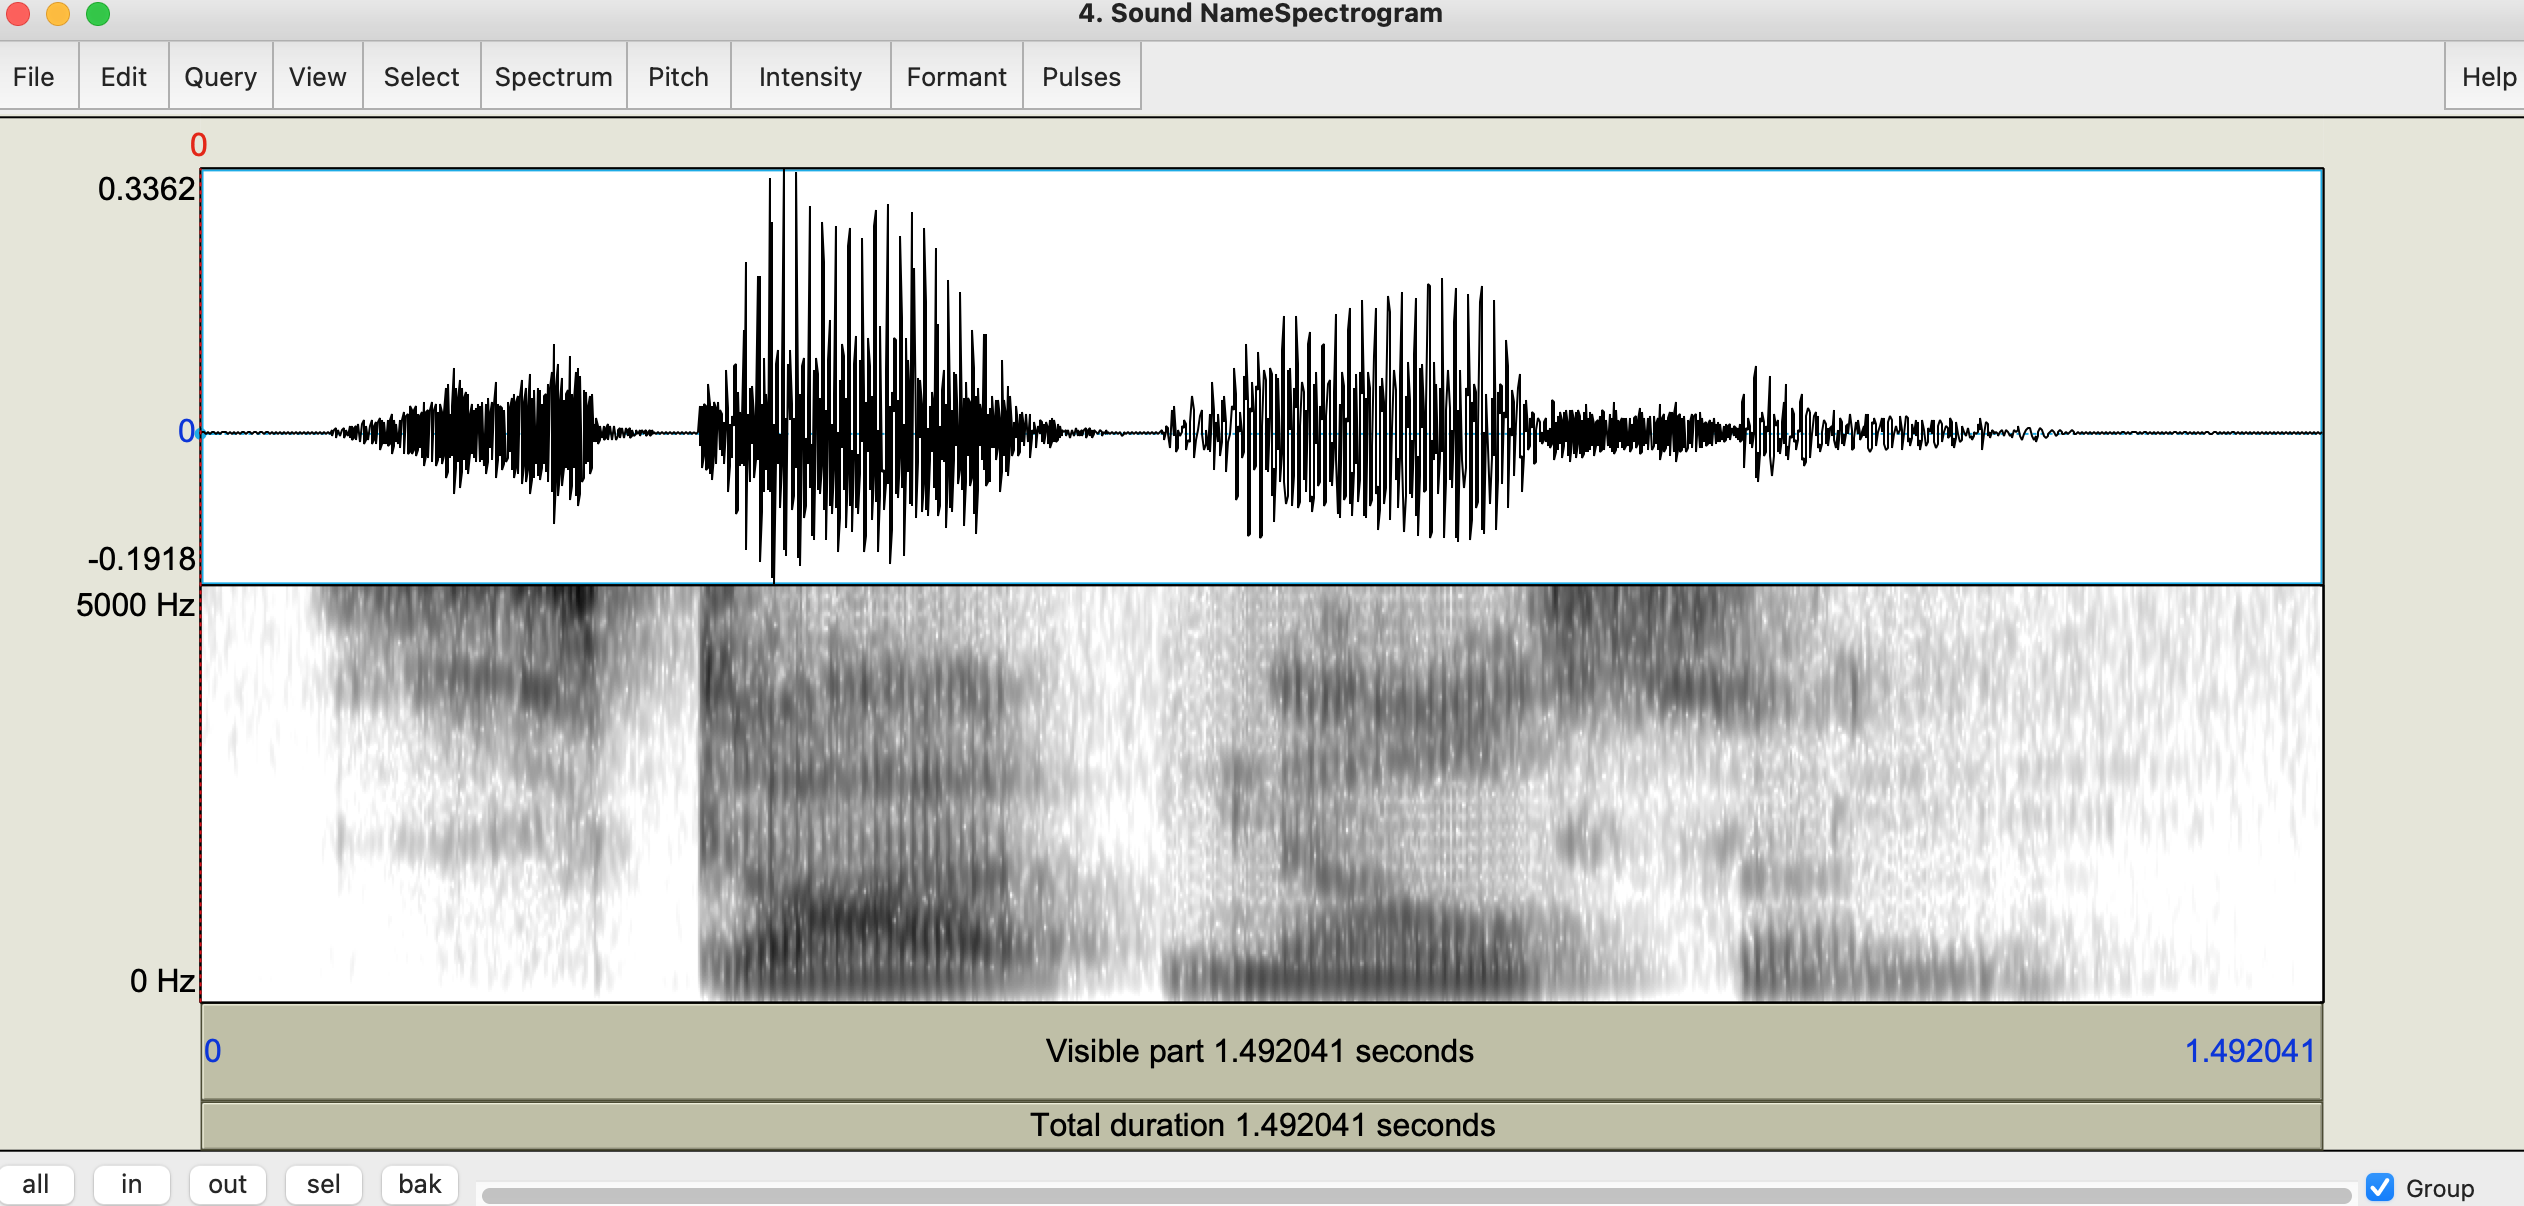 4. Sound NameSpectrogram
File Edit Query View Select Spectrum Pitch Intensity Formant Pulses Help
0
0.3362
0
-0.1918
5000 Hz
0 Hz
0 Visible part 1.492041 seconds 1.492041
Total duration 1.492041 seconds
all in out sel bak Group